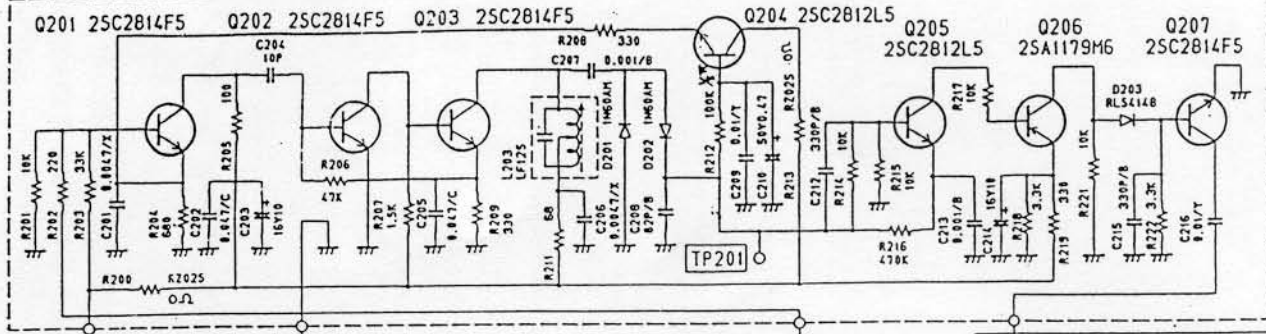 Q201 2SC2814F5
Q202 2SC2814F5
Q203 2SC2814F5
Q204 2SC2812L5
Q205
2SC2812L5
Q206
2SA1179M6
Q207
2SC2814F5
C204
10P
R208 330
C207 0.001/B
100
R205
10K
R201
220
R202
33K
R203
0.0047/X
C201
R204
680
C202
0.047/C
C203
16V10
R206
47K
R207
1.5K
C205
0.047/C
R209
330
L203
LF125
68
R211
C206
0.0047/X
1M60AM
D201
1M60AM
D202
C208
82P/B
100K
R212
0.01/Y
C209
50V0.47
C210
RZ025
0Ω
R213
TP201
330P/B
C212
10K
R214
R215
10K
R216
470K
R217
10K
C213
0.001/B
16V10
C214
3.3K
R218
330
R219
10K
R221
D203
RLS4148
330P/B
C215
3.3K
R222
C216
0.01/Y
R200
RZ025
0Ω